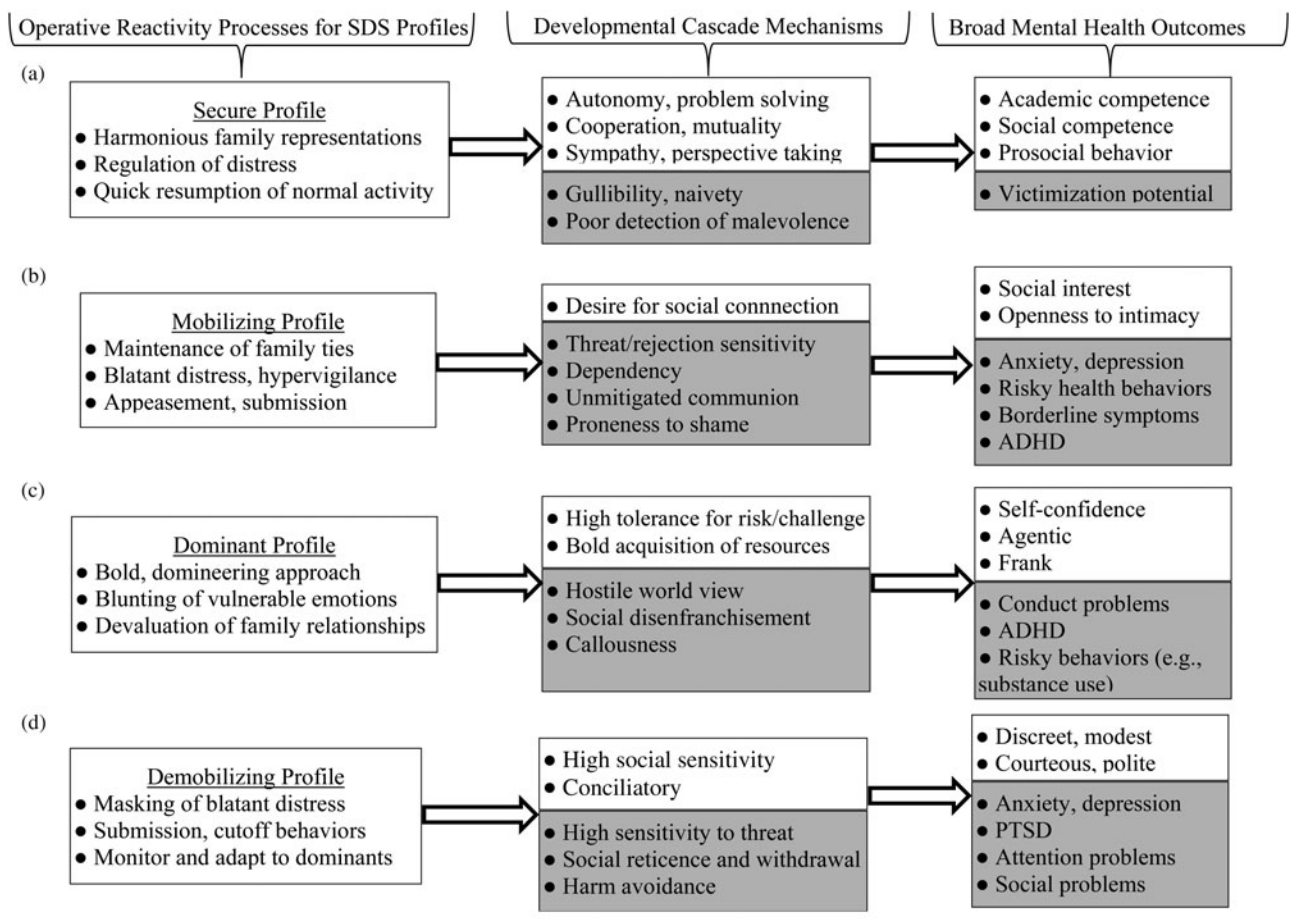 Operative Reactivity Processes for SDS Profiles
Developmental Cascade Mechanisms
Broad Mental Health Outcomes
(a)
Secure Profile
● Harmonious family representations
● Regulation of distress
● Quick resumption of normal activity
● Autonomy, problem solving
● Cooperation, mutuality
● Sympathy, perspective taking
● Gullibility, naivety
● Poor detection of malevolence
● Academic competence
● Social competence
● Prosocial behavior
● Victimization potential
(b)
Mobilizing Profile
● Maintenance of family ties
● Blatant distress, hypervigilance
● Appeasement, submission
● Desire for social connnection
● Threat/rejection sensitivity
● Dependency
● Unmitigated communion
● Proneness to shame
● Social interest
● Openness to intimacy
● Anxiety, depression
● Risky health behaviors
● Borderline symptoms
● ADHD
(c)
Dominant Profile
● Bold, domineering approach
● Blunting of vulnerable emotions
● Devaluation of family relationships
● High tolerance for risk/challenge
● Bold acquisition of resources
● Hostile world view
● Social disenfranchisement
● Callousness
● Self-confidence
● Agentic
● Frank
● Conduct problems
● ADHD
● Risky behaviors (e.g.,
substance use)
(d)
Demobilizing Profile
● Masking of blatant distress
● Submission, cutoff behaviors
● Monitor and adapt to dominants
● High social sensitivity
● Conciliatory
● High sensitivity to threat
● Social reticence and withdrawal
● Harm avoidance
● Discreet, modest
● Courteous, polite
● Anxiety, depression
● PTSD
● Attention problems
● Social problems